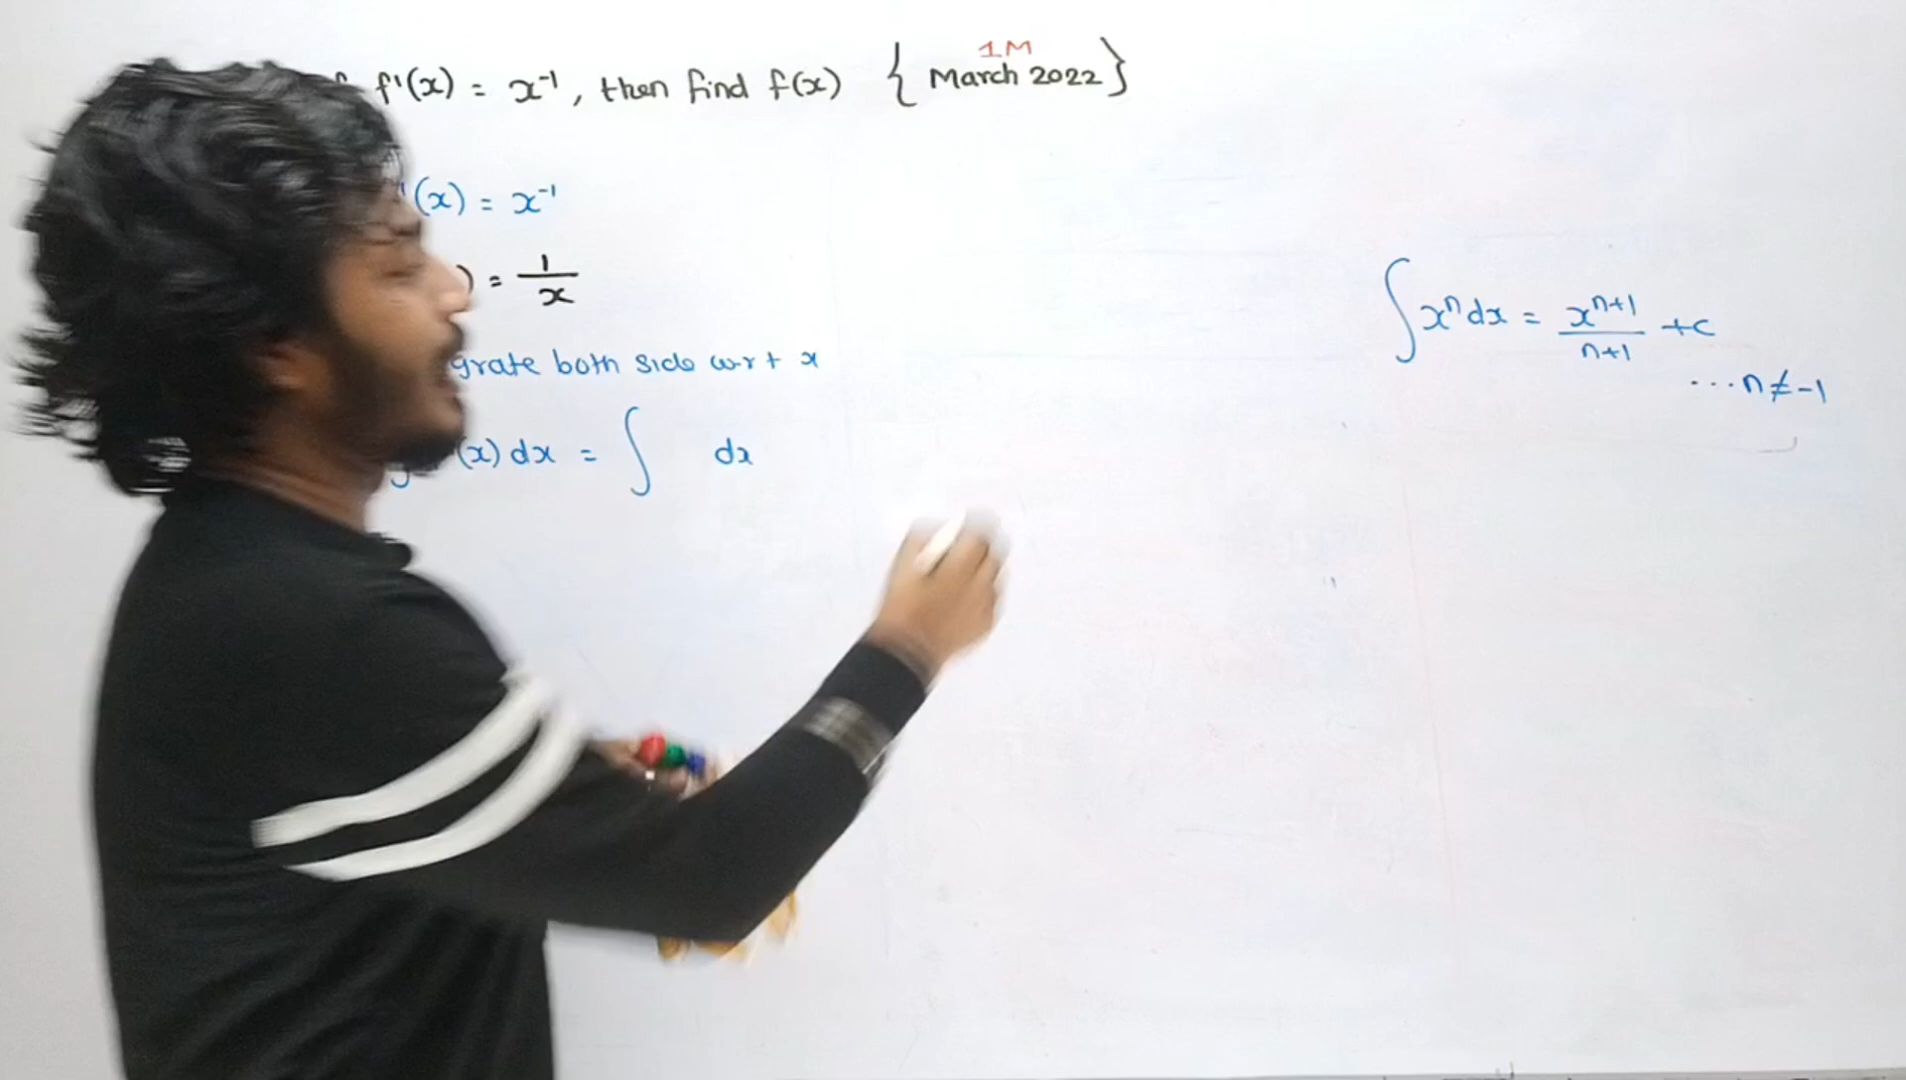 f'(x) = x⁻¹, then find f(x) { 1M March 2022 }
'(x) = x⁻¹
) = 1/x
grate both side w.r t x
(x) dx = ∫ dx
∫ xⁿ dx = xⁿ⁺¹/n+1 + c
... n ≠ -1